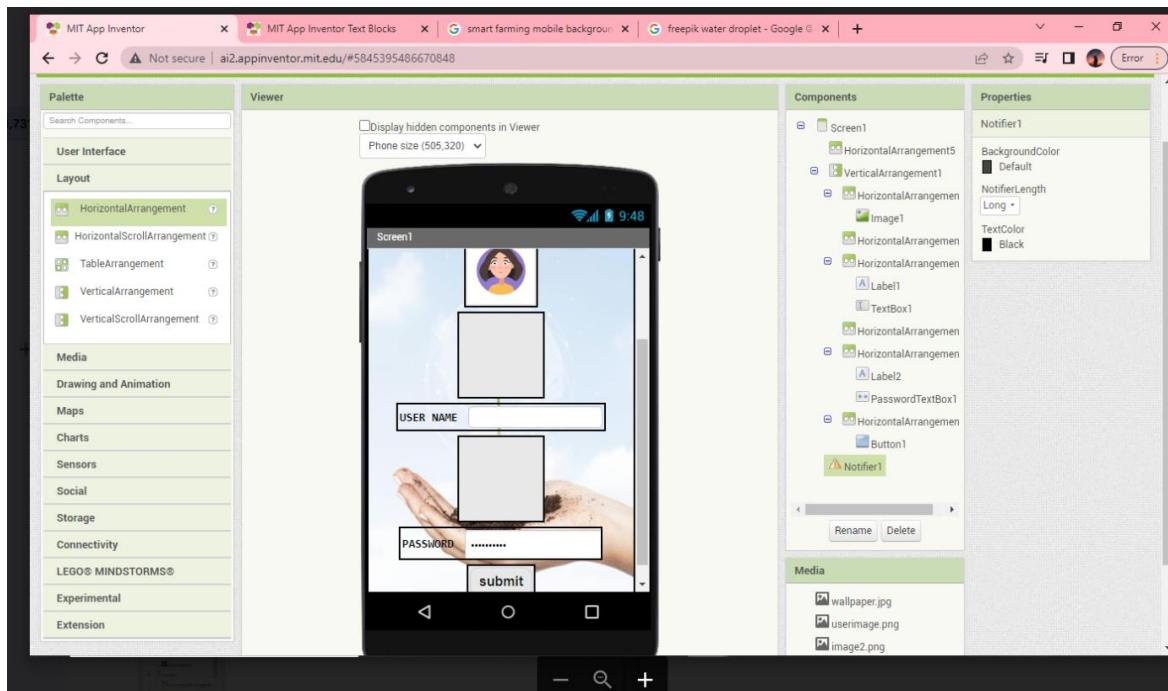 MIT App Inventor
MIT App Inventor Text Blocks
smart farming mobile backgroun
freepik water droplet - Google
Not secure | ai2.appinventor.mit.edu/#5845395486670848
Error
Palette
Search Components...
User Interface
Layout
HorizontalArrangement
HorizontalScrollArrangement
TableArrangement
VerticalArrangement
VerticalScrollArrangement
Media
Drawing and Animation
Maps
Charts
Sensors
Social
Storage
Connectivity
LEGO® MINDSTORMS®
Experimental
Extension
Viewer
Display hidden components in Viewer
Phone size (505,320)
9:48
Screen1
USER NAME
PASSWORD ••••••••••
submit
Components
Screen1
HorizontalArrangement5
VerticalArrangement1
HorizontalArrangemen
Image1
HorizontalArrangemen
HorizontalArrangemen
Label1
TextBox1
HorizontalArrangemen
HorizontalArrangemen
Label2
PasswordTextBox1
HorizontalArrangemen
Button1
Notifier1
Rename Delete
Media
wallpaper.jpg
userimage.png
image2.png
Properties
Notifier1
BackgroundColor
Default
NotifierLength
Long
TextColor
Black